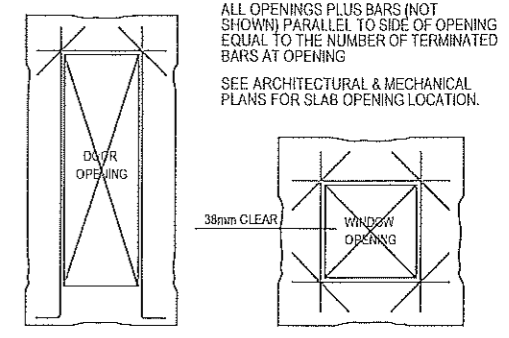 ALL OPENINGS PLUS BARS (NOT
SHOWN) PARALLEL TO SIDE OF OPENING
EQUAL TO THE NUMBER OF TERMINATED
BARS AT OPENING
SEE ARCHITECTURAL & MECHANICAL
PLANS FOR SLAB OPENING LOCATION.
DOOR
OPENING
38mm CLEAR
WINDOW
OPENING